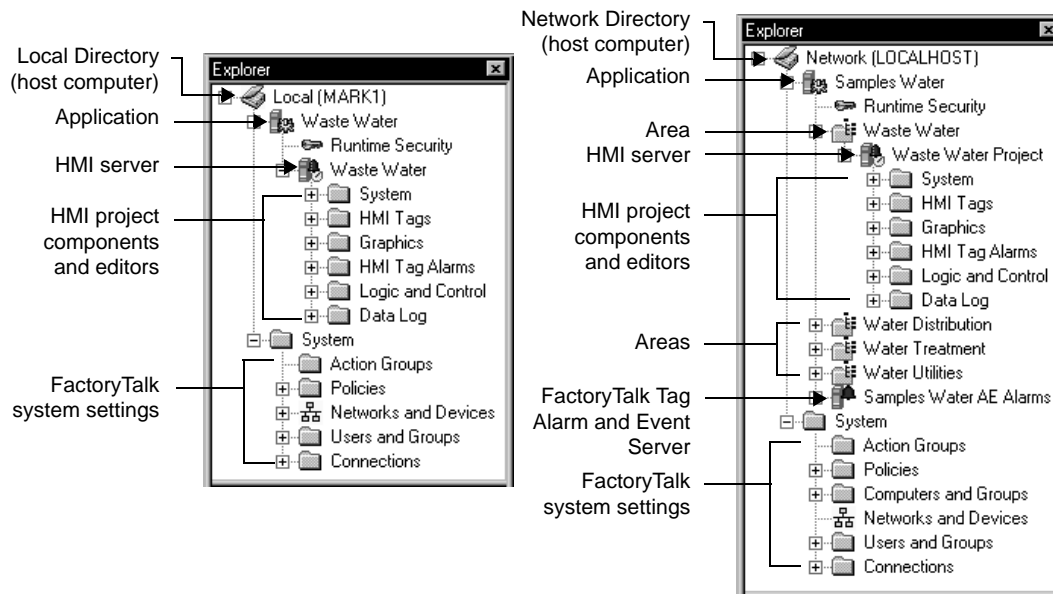 Local Directory
(host computer)
Application
HMI server
HMI project
components
and editors
FactoryTalk
system settings
Explorer
Local (MARK1)
Waste Water
Runtime Security
Waste Water
System
HMI Tags
Graphics
HMI Tag Alarms
Logic and Control
Data Log
System
Action Groups
Policies
Networks and Devices
Users and Groups
Connections
Network Directory
(host computer)
Application
Area
HMI server
HMI project
components
and editors
Areas
FactoryTalk Tag
Alarm and Event
Server
FactoryTalk
system settings
Explorer
Network (LOCALHOST)
Samples Water
Runtime Security
Waste Water
Waste Water Project
System
HMI Tags
Graphics
HMI Tag Alarms
Logic and Control
Data Log
Water Distribution
Water Treatment
Water Utilities
Samples Water AE Alarms
System
Action Groups
Policies
Computers and Groups
Networks and Devices
Users and Groups
Connections